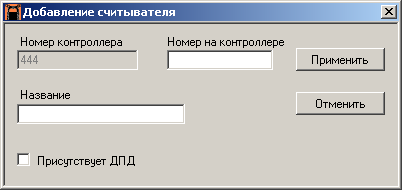 Добавление считывателя
Номер контроллера
Номер на контроллере
444
Применить
Название
Отменить
Присутствует ДПД